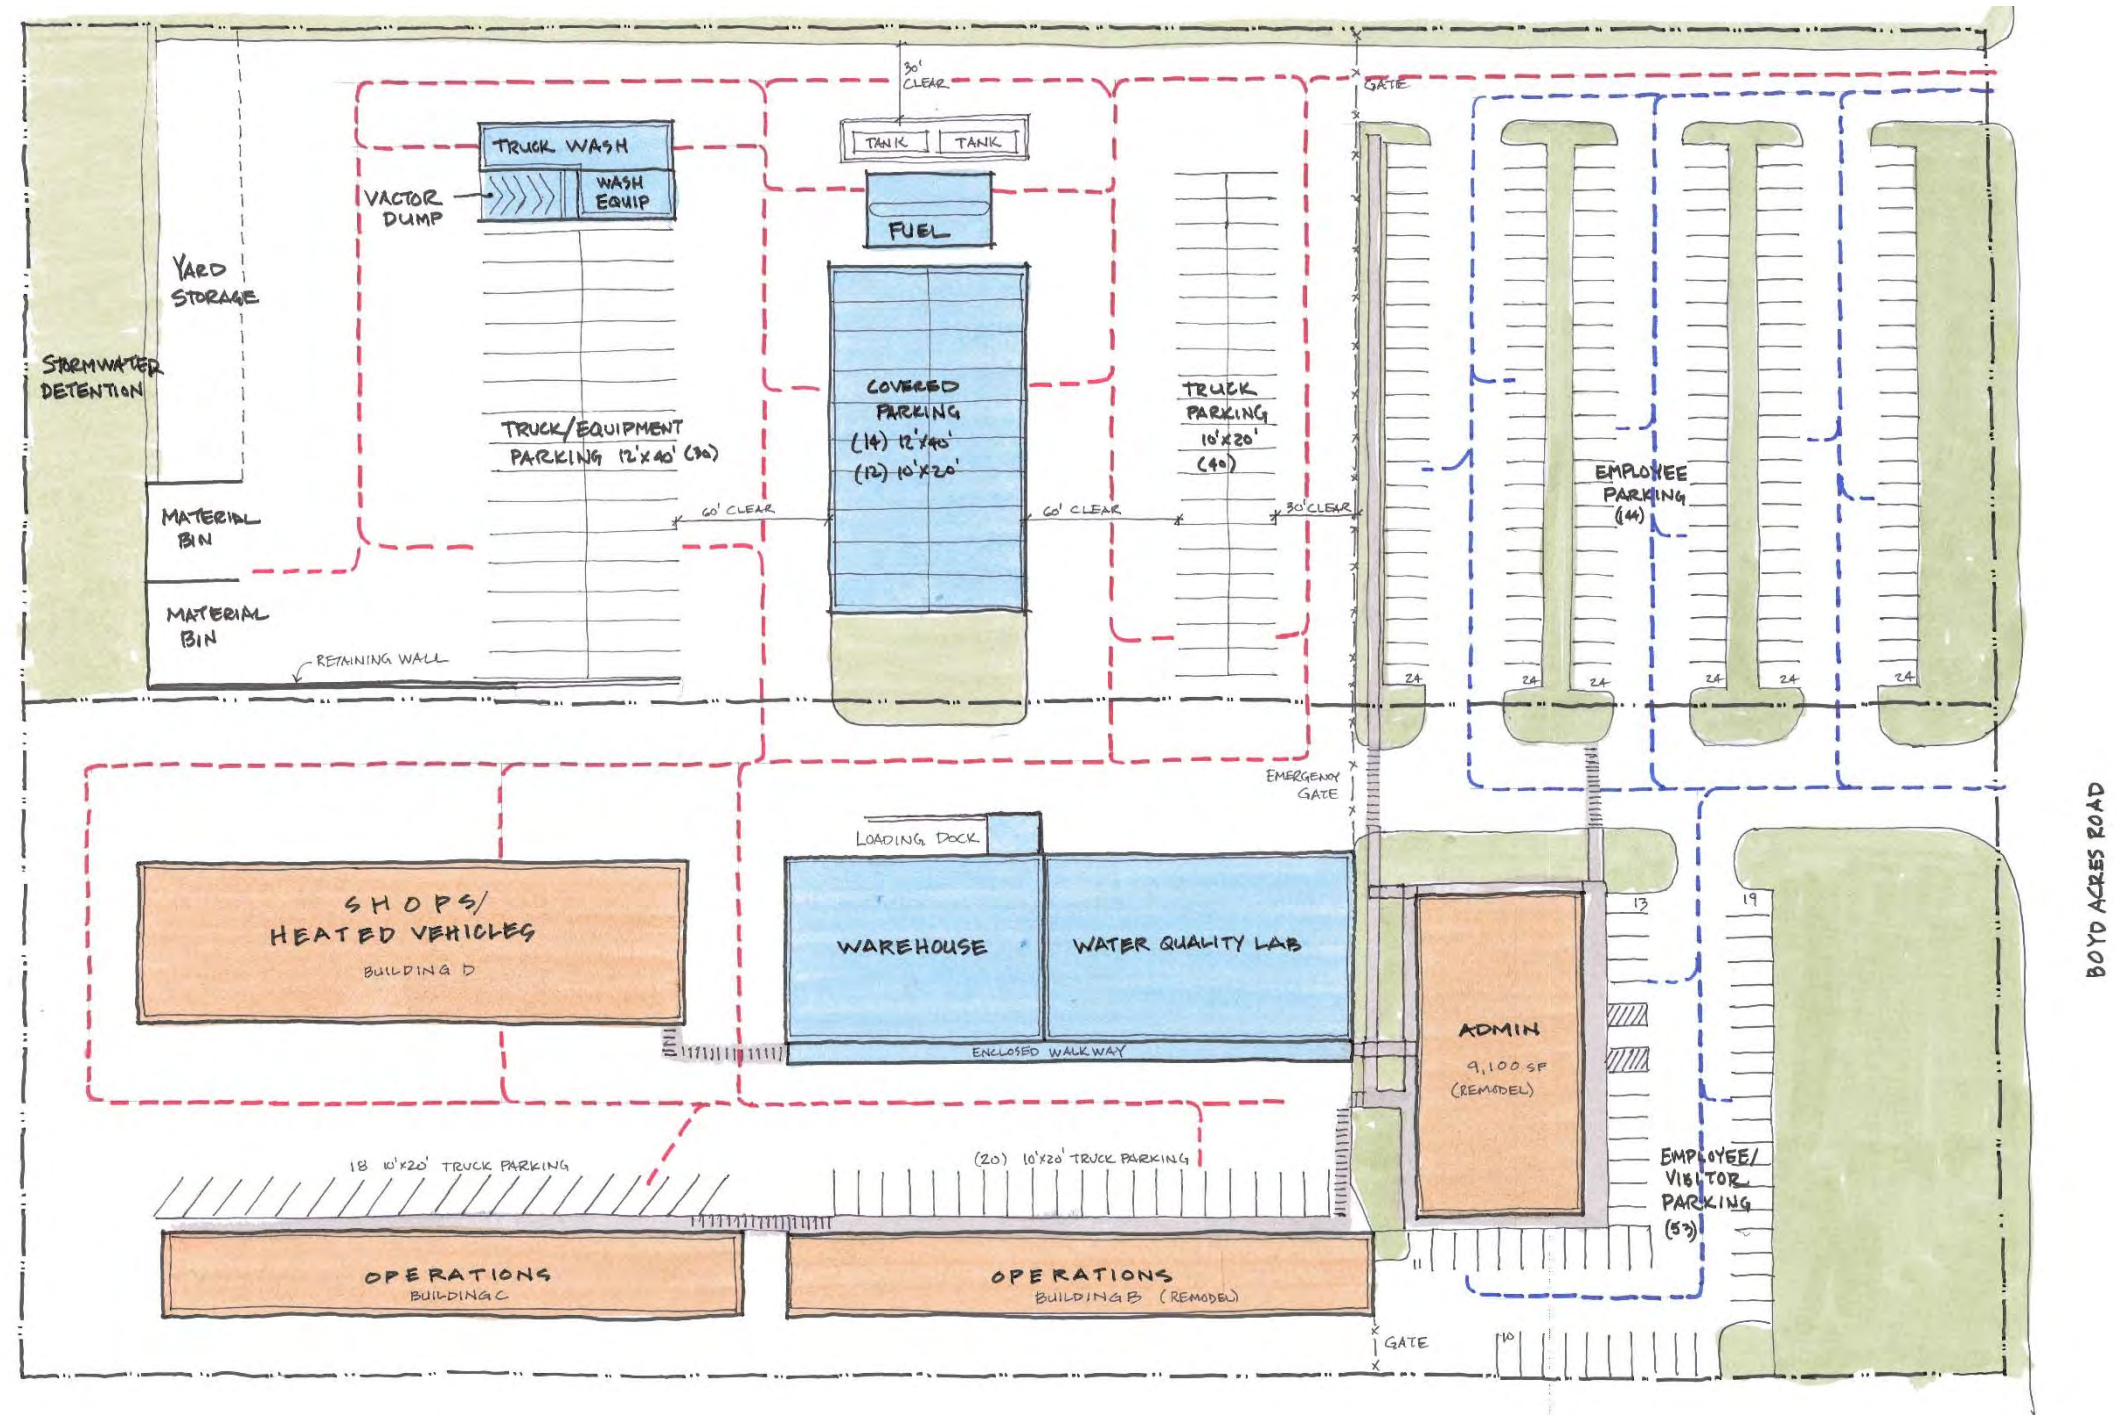 30'
CLEAR
GATE
TANK
TANK
TRUCK WASH
WASH
EQUIP
VACTOR
DUMP
FUEL
YARD
STORAGE
STORMWATER
DETENTION
COVERED
PARKING
(14) 12'X40'
(12) 10'X20'
TRUCK
PARKING
10'X20'
(40)
TRUCK/EQUIPMENT
PARKING 12'X40' (30)
EMPLOYEE
PARKING
(144)
60' CLEAR
60' CLEAR
30' CLEAR
MATERIAL
BIN
MATERIAL
BIN
RETAINING WALL
24
24
24
24
24
24
EMERGENCY
GATE
LOADING DOCK
BOYD ACRES ROAD
SHOPS/
HEATED VEHICLES
BUILDING D
WAREHOUSE
WATER QUALITY LAB
13
19
ADMIN
9,100 SF
(REMODEL)
ENCLOSED WALKWAY
18 10'X20' TRUCK PARKING
(20) 10'X20' TRUCK PARKING
EMPLOYEE/
VISITOR
PARKING
(53)
11
OPERATIONS
BUILDING C
OPERATIONS
BUILDING B (REMODEL)
GATE
10